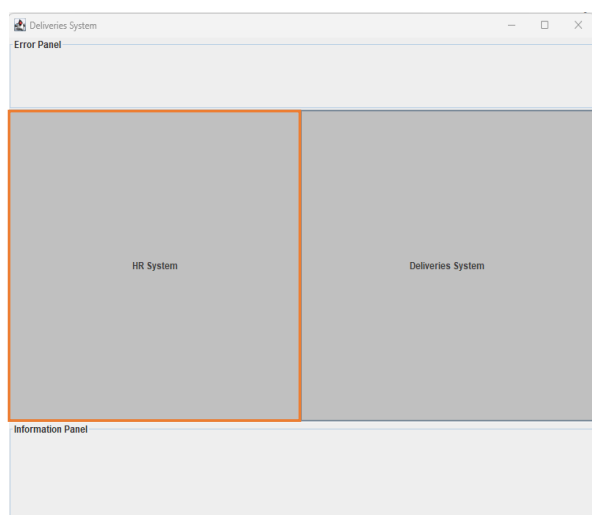 Deliveries System
Error Panel
HR System
Deliveries System
Information Panel